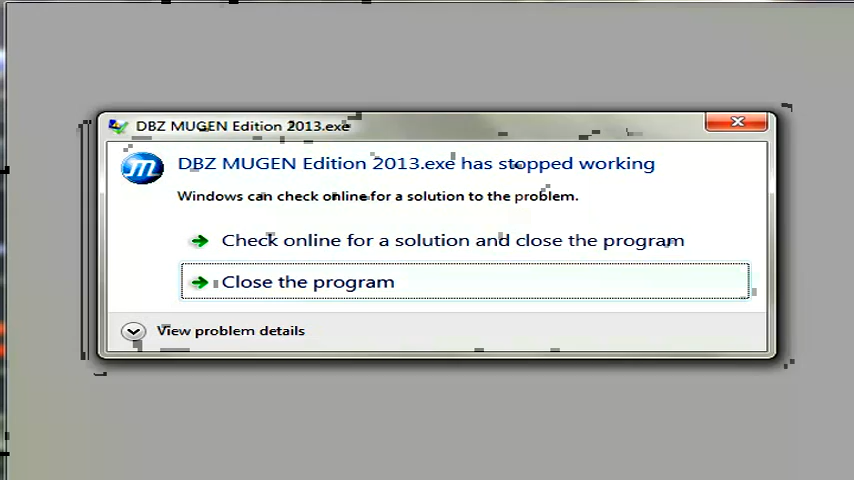 DBZ MUGEN Edition 2013.exe
DBZ MUGEN Edition 2013.exe has stopped working
Windows can check online for a solution to the problem.
Check online for a solution and close the program
Close the program
View problem details